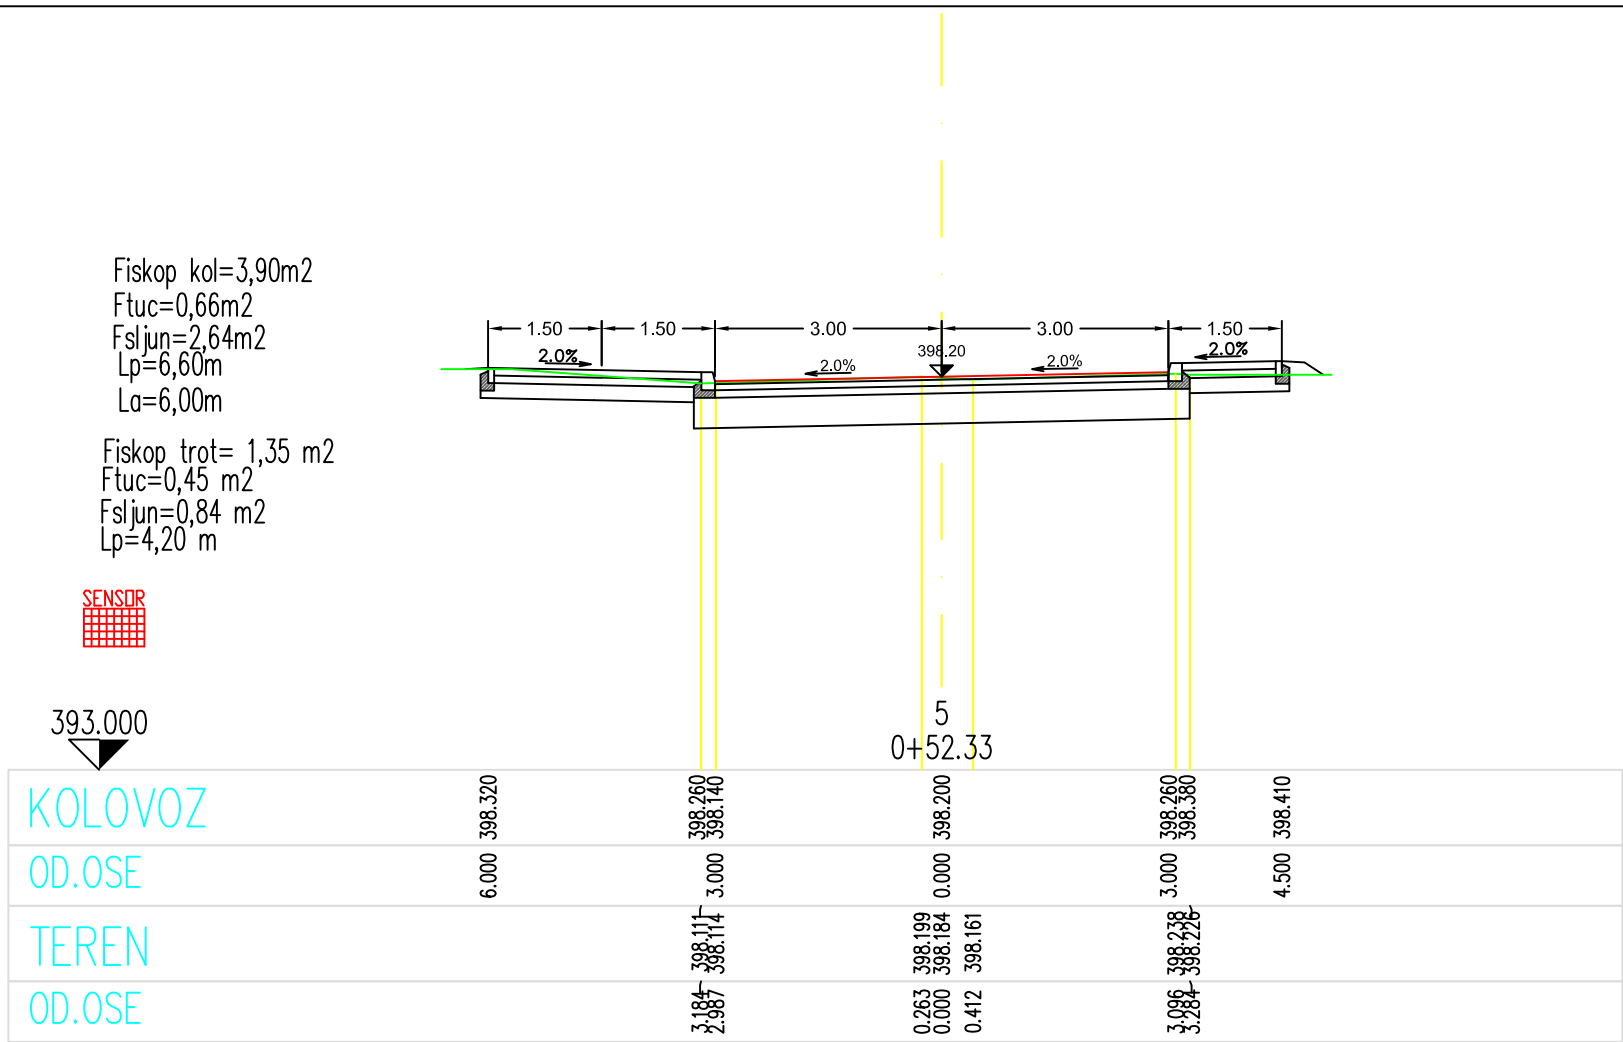 Fiskop kol=3,90m2
Ftuc=0,66m2
Fsljun=2,64m2
Lp=6,60m
La=6,00m
Fiskop trot= 1,35 m2
Ftuc=0,45 m2
Fsljun=0,84 m2
Lp=4,20 m
SENSOR
1.50 1.50 3.00 3.00 1.50
2.0% 2.0% 398.20 2.0% 2.0%
393.000
5
0+52.33
KOLOVOZ 398.320 398.260 398.140 398.200 398.260 398.380 398.410
OD.OSE 6.000 3.000 0.000 3.000 4.500
TEREN 398.111 398.114 398.199 398.184 398.161 398.238 398.226
OD.OSE 3.184 2.987 0.263 0.000 0.412 3.096 3.284